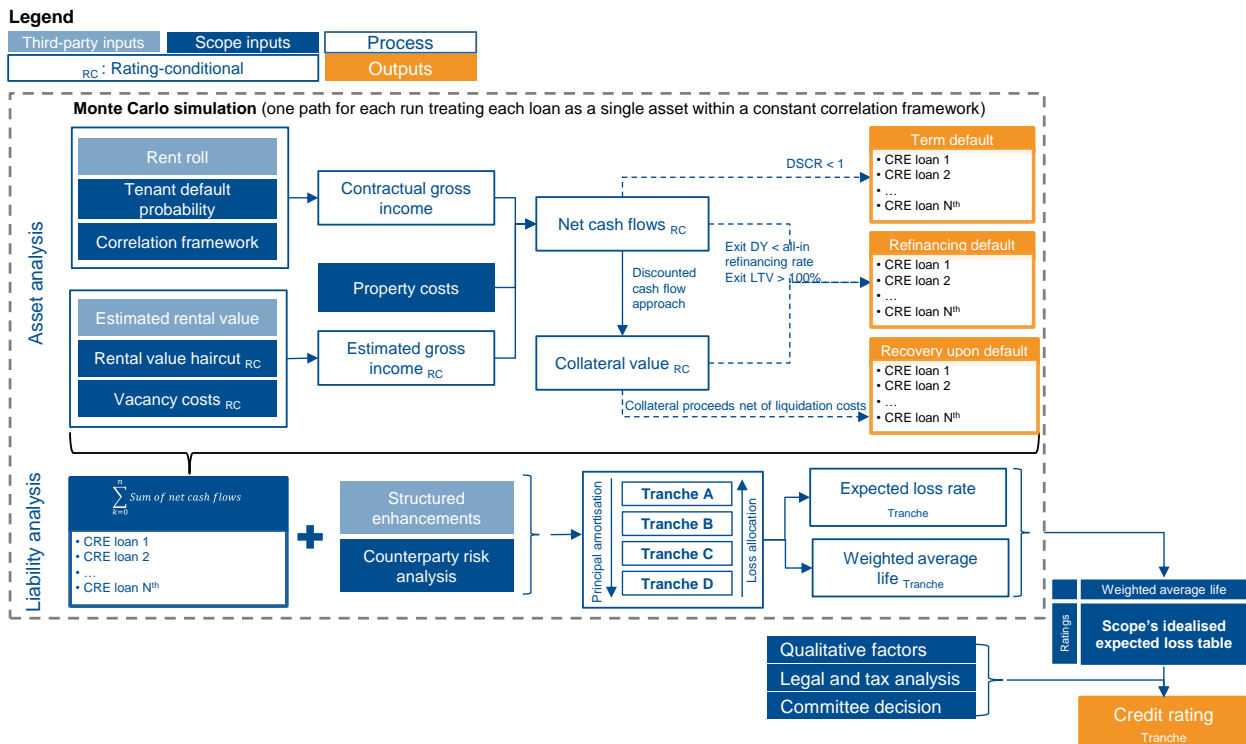 Legend
Third-party inputs
Scope inputs
Process
RC : Rating-conditional
Outputs
Monte Carlo simulation (one path for each run treating each loan as a single asset within a constant correlation framework)
Asset analysis
Rent roll
Tenant default
probability
Correlation framework
Contractual gross
income
Property costs
Estimated rental value
Rental value haircut RC
Vacancy costs RC
Estimated gross
income RC
Net cash flows RC
Discounted
cash flow
approach
Collateral value RC
DSCR < 1
Exit DY < all-in
refinancing rate
Exit LTV > 100%
Collateral proceeds net of liquidation costs
Term default
• CRE loan 1
• CRE loan 2
• …
• CRE loan Nth
Refinancing default
• CRE loan 1
• CRE loan 2
• …
• CRE loan Nth
Recovery upon default
• CRE loan 1
• CRE loan 2
• …
• CRE loan Nth
Liability analysis
n
∑ Sum of net cash flows
k=0
• CRE loan 1
• CRE loan 2
• …
• CRE loan Nth
Structured
enhancements
Counterparty risk
analysis
Principal amortisation
Tranche A
Tranche B
Tranche C
Tranche D
Loss allocation
Expected loss rate
Tranche
Weighted average
life Tranche
Weighted average life
Ratings
Scope's idealised
expected loss table
Qualitative factors
Legal and tax analysis
Committee decision
Credit rating
Tranche